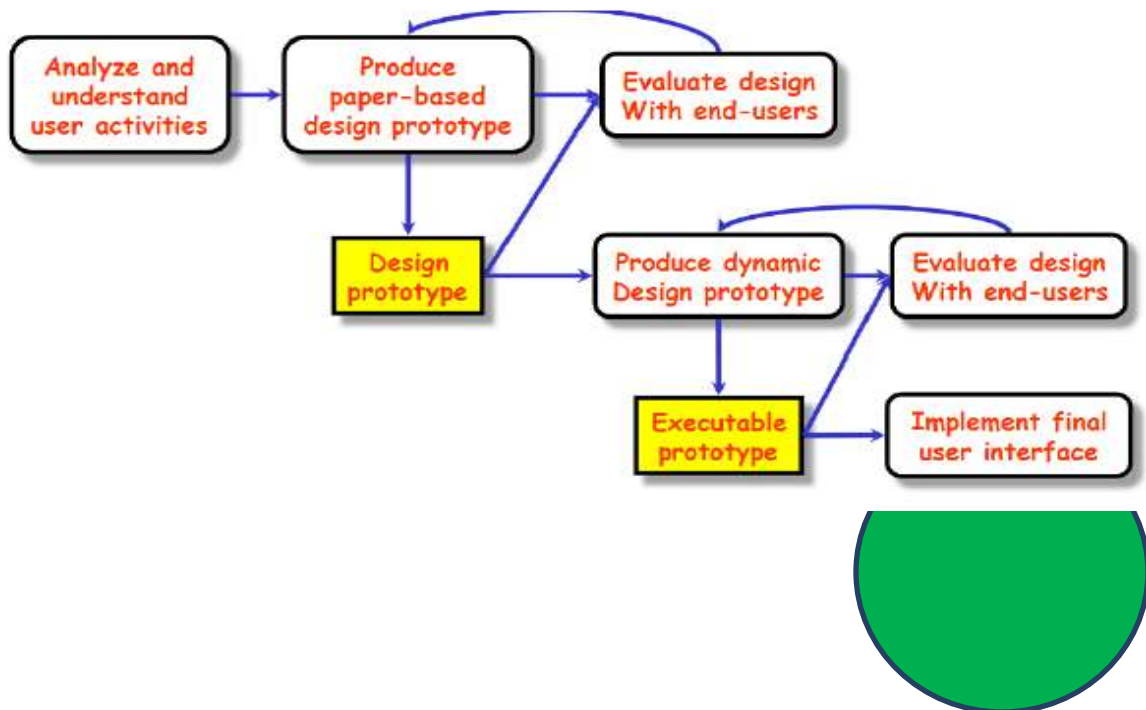 Analyze and
understand
user activities
Produce
paper-based
design prototype
Evaluate design
With end-users
Design
prototype
Produce dynamic
Design prototype
Evaluate design
With end-users
Executable
prototype
Implement final
user interface